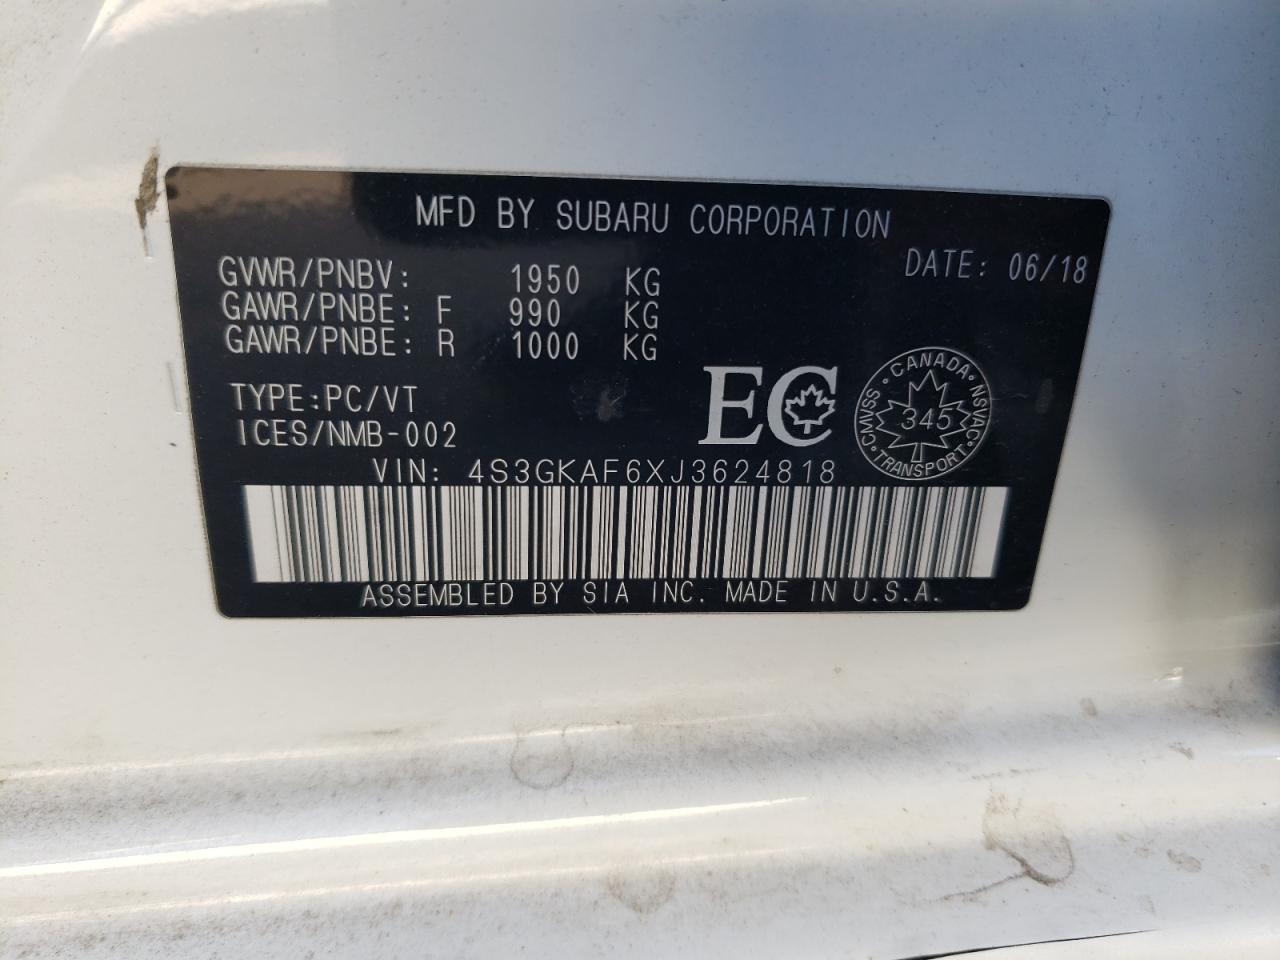 MFD BY SUBARU CORPORATION
DATE: 06/18
GVWR/PNBV: 1950 KG
GAWR/PNBE: F 990 KG
GAWR/PNBE: R 1000 KG
TYPE:PC/VT
ICES/NMB-002
EC
CANADA
CMVSS 345 NSVAC
TRANSPORT
VIN: 4S3GKAF6XJ3624818
ASSEMBLED BY SIA INC. MADE IN U.S.A.